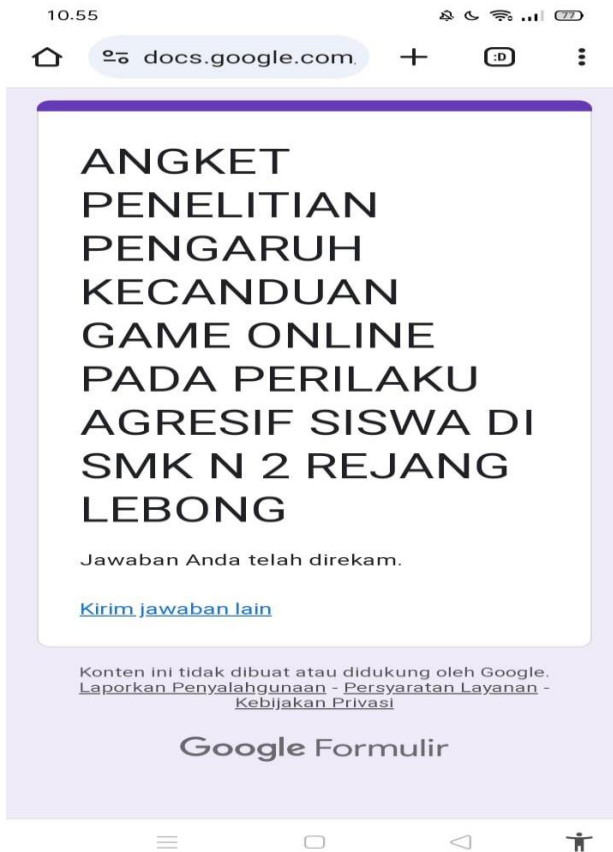 10.55
77
docs.google.com
:D
ANGKET
PENELITIAN
PENGARUH
KECANDUAN
GAME ONLINE
PADA PERILAKU
AGRESIF SISWA DI
SMK N 2 REJANG
LEBONG
Jawaban Anda telah direkam.
Kirim jawaban lain
Konten ini tidak dibuat atau didukung oleh Google.
Laporkan Penyalahgunaan - Persyaratan Layanan -
Kebijakan Privasi
Google Formulir